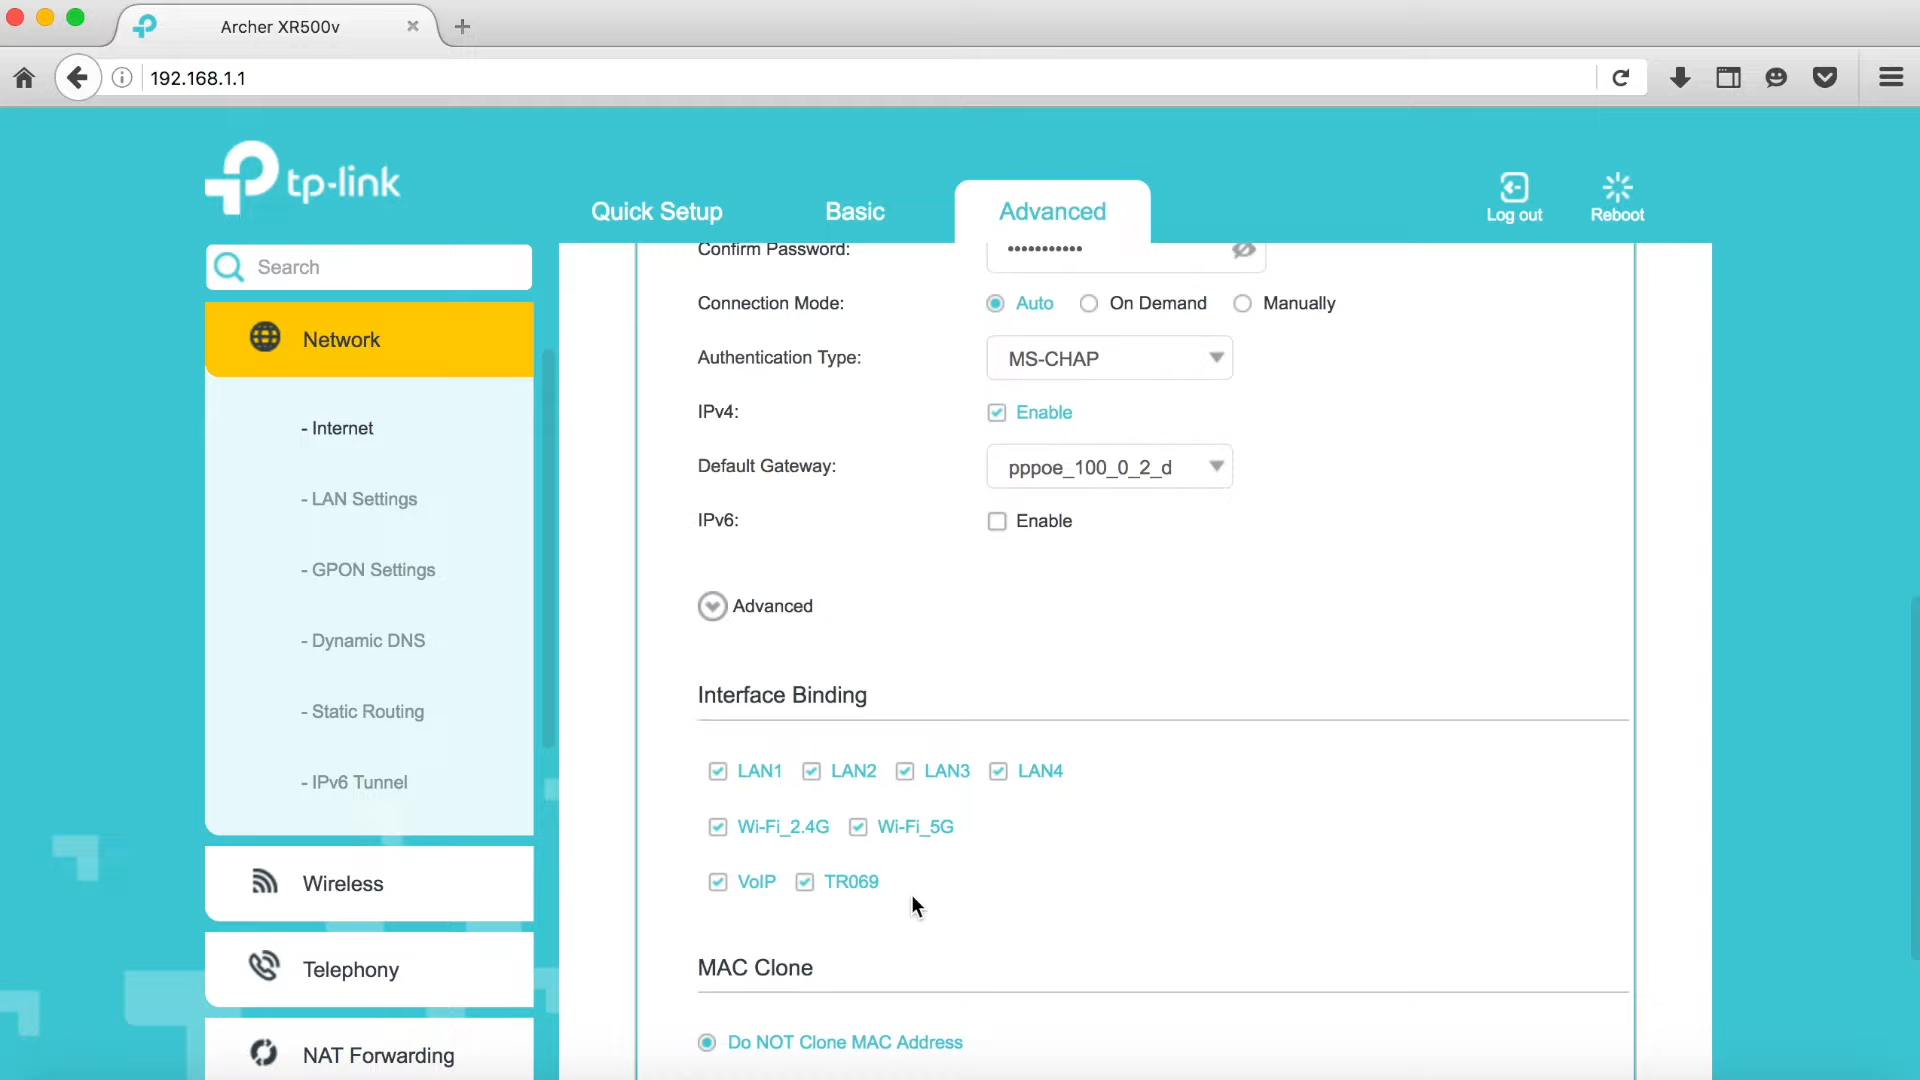 Archer XR500v
192.168.1.1
tp-link
Quick Setup
Basic
Advanced
Log out
Reboot
Search
Network
- Internet
- LAN Settings
- GPON Settings
- Dynamic DNS
- Static Routing
- IPv6 Tunnel
Wireless
Telephony
NAT Forwarding
Confirm Password:
Connection Mode: Auto On Demand Manually
Authentication Type: MS-CHAP
IPv4: Enable
Default Gateway: pppoe_100_0_2_d
IPv6: Enable
Advanced
Interface Binding
LAN1 LAN2 LAN3 LAN4
Wi-Fi_2.4G Wi-Fi_5G
VoIP TR069
MAC Clone
Do NOT Clone MAC Address